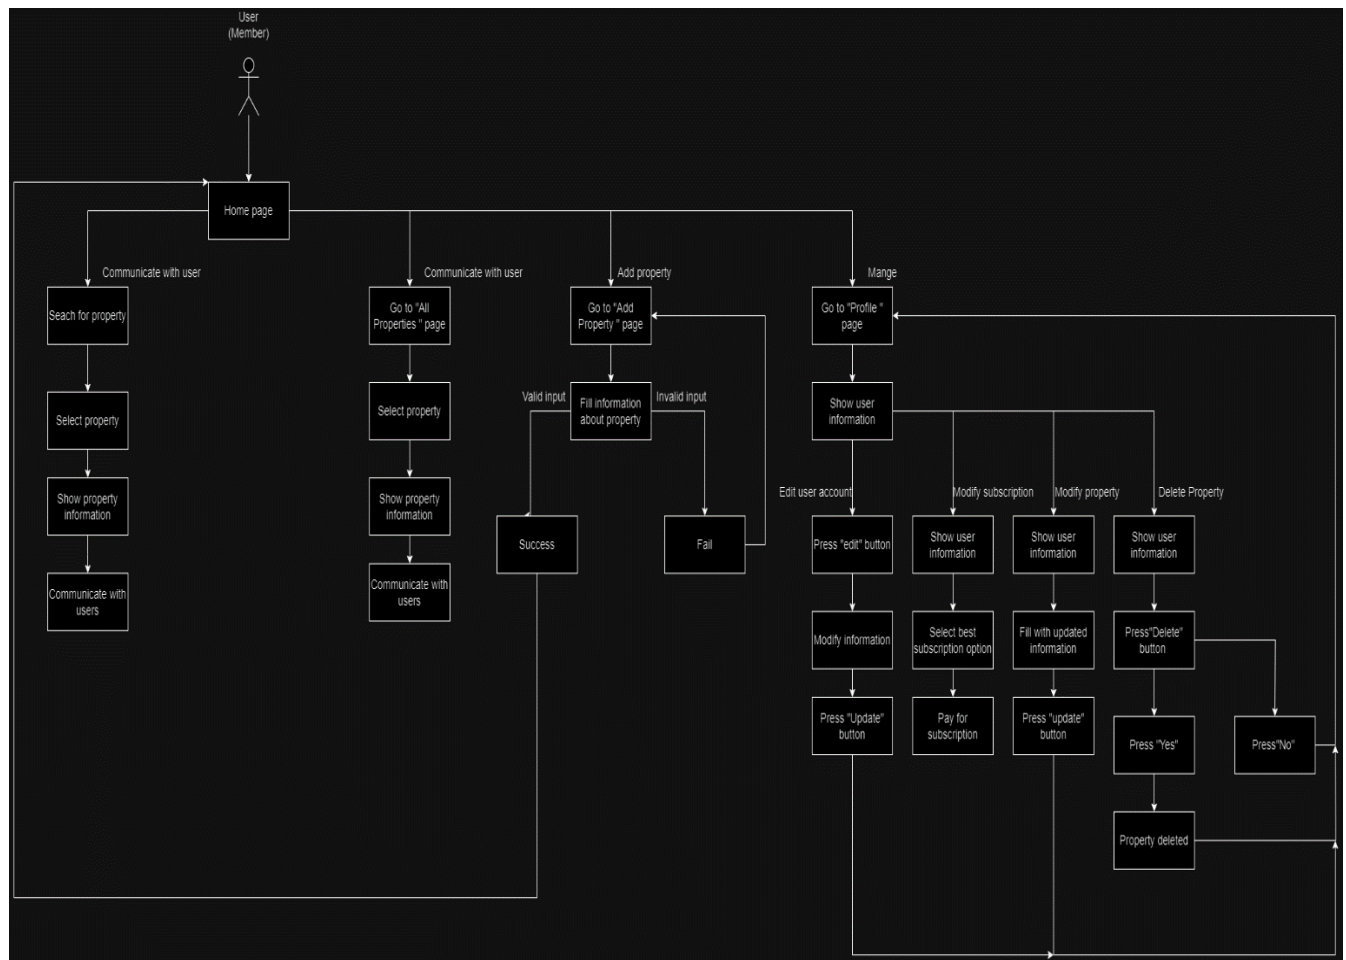 User
(Member)
Home page
Communicate with user
Communicate with user
Add property
Mange
Seach for property
Go to "All
Properties " page
Go to "Add
Property " page
Go to "Profile "
page
Select property
Select property
Valid input
Fill information
about property
Invalid input
Show user
information
Show property
information
Show property
information
Edit user account
Modify subscription
Modify property
Delete Property
Success
Fail
Press "edit" button
Show user
information
Show user
information
Show user
information
Communicate with
users
Communicate with
users
Modify information
Select best
subscription option
Fill with updated
information
Press"Delete"
button
Press "Update"
button
Pay for
subscription
Press "update"
button
Press "Yes"
Press"No"
Property deleted